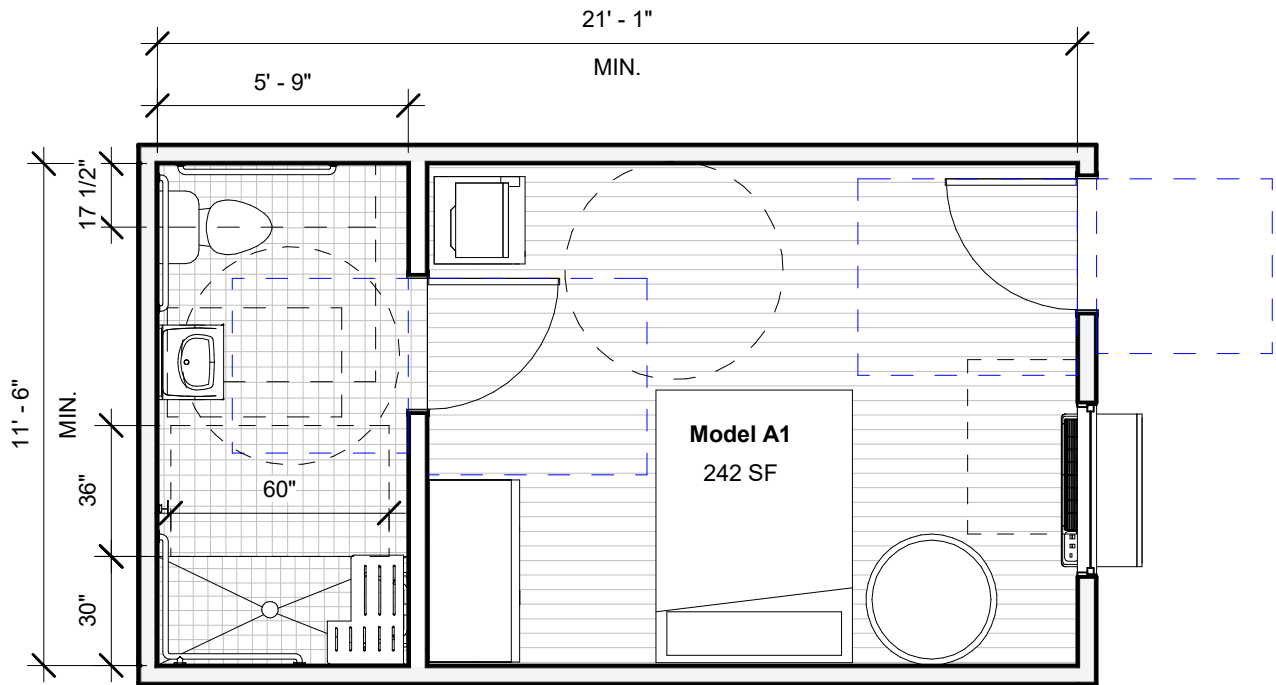 21' - 1"
MIN.
5' - 9"
17 1/2"
11' - 6"
MIN.
Model A1
242 SF
36"
60"
30"